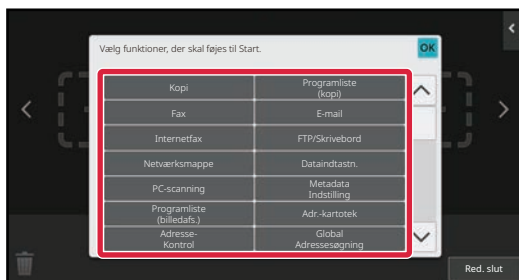 Vælg funktioner, der skal føjes til Start.
OK
Kopi
Programliste
(kopi)
Fax
E-mail
Internetfax
FTP/Skrivebord
Netværksmappe
Dataindtastn.
PC-scanning
Metadata
Indstilling
Programliste
(billedafs.)
Adr.-kartotek
Adresse-
Kontrol
Global
Adressesøgning
Red. slut